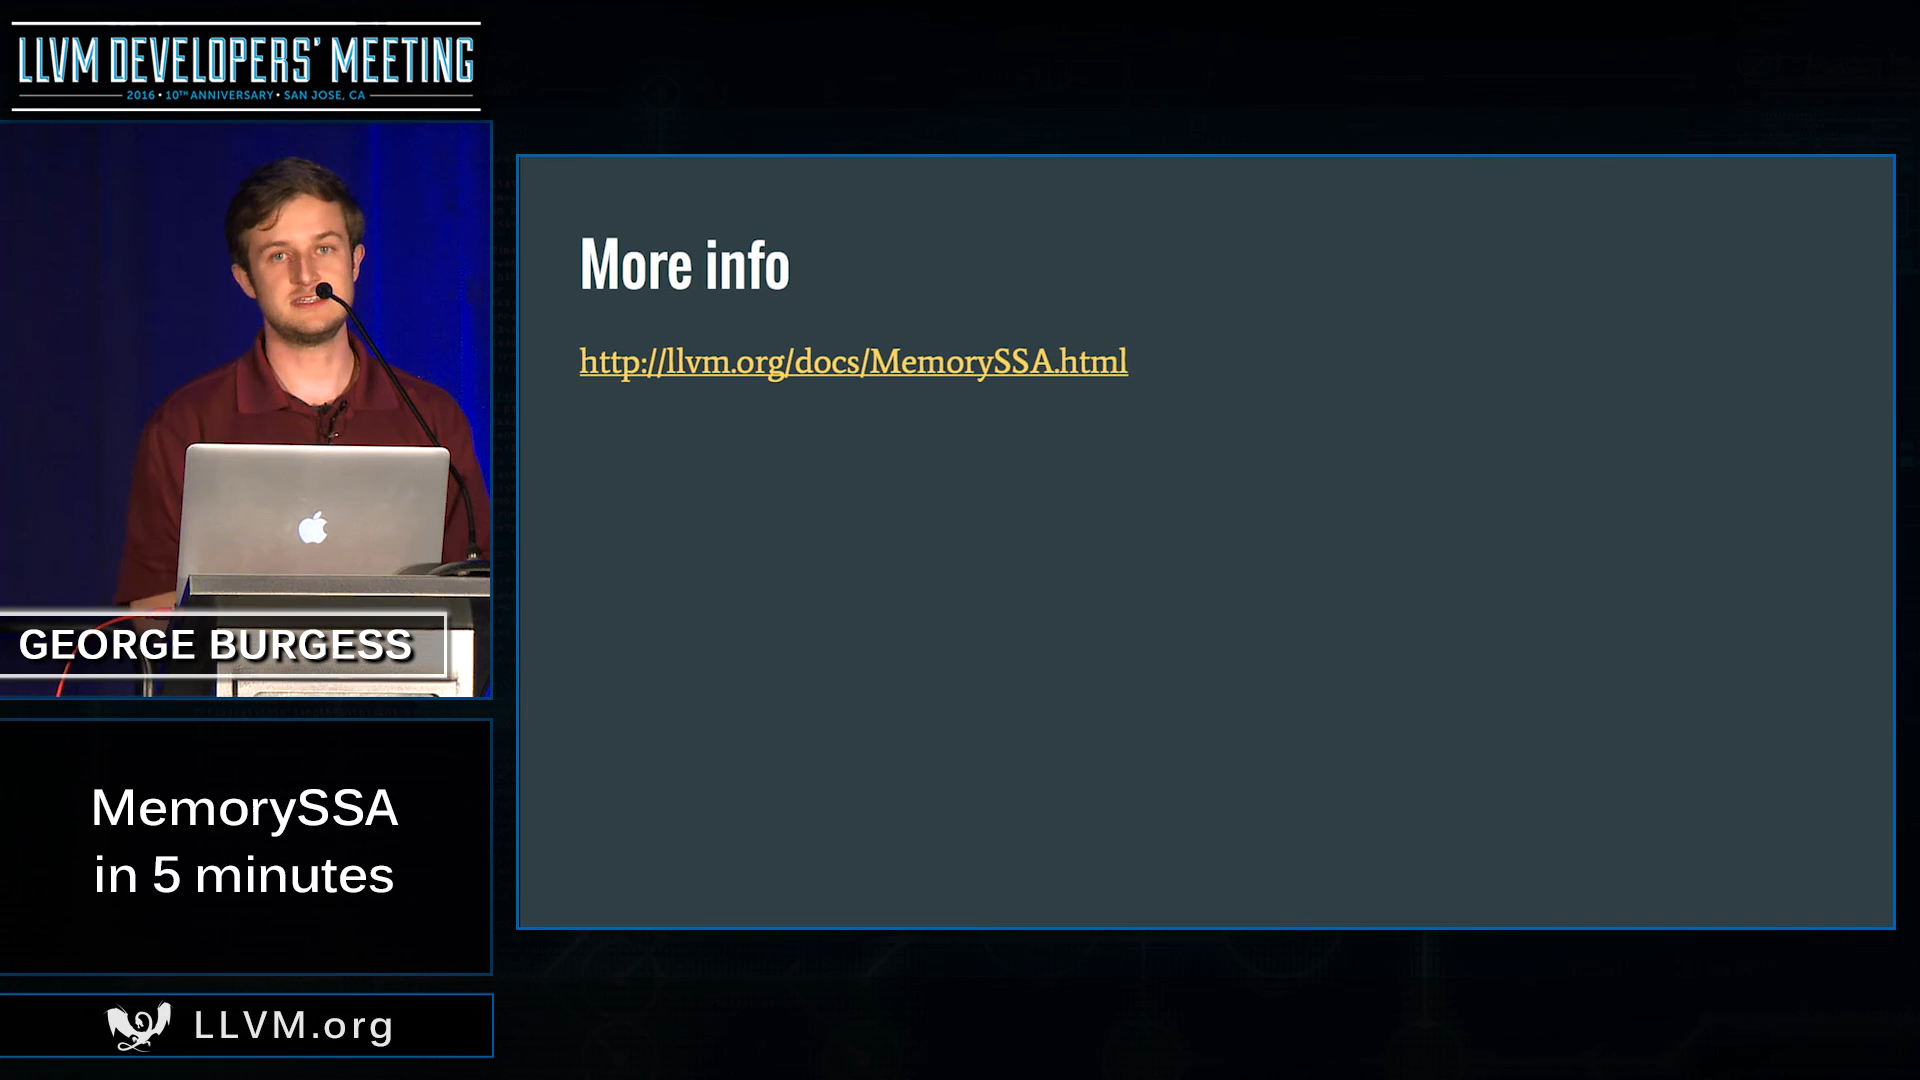 LLVM DEVELOPERS' MEETING
2016 • 10TH ANNIVERSARY • SAN JOSE, CA
More info
http://llvm.org/docs/MemorySSA.html
GEORGE BURGESS
MemorySSA
in 5 minutes
LLVM.org